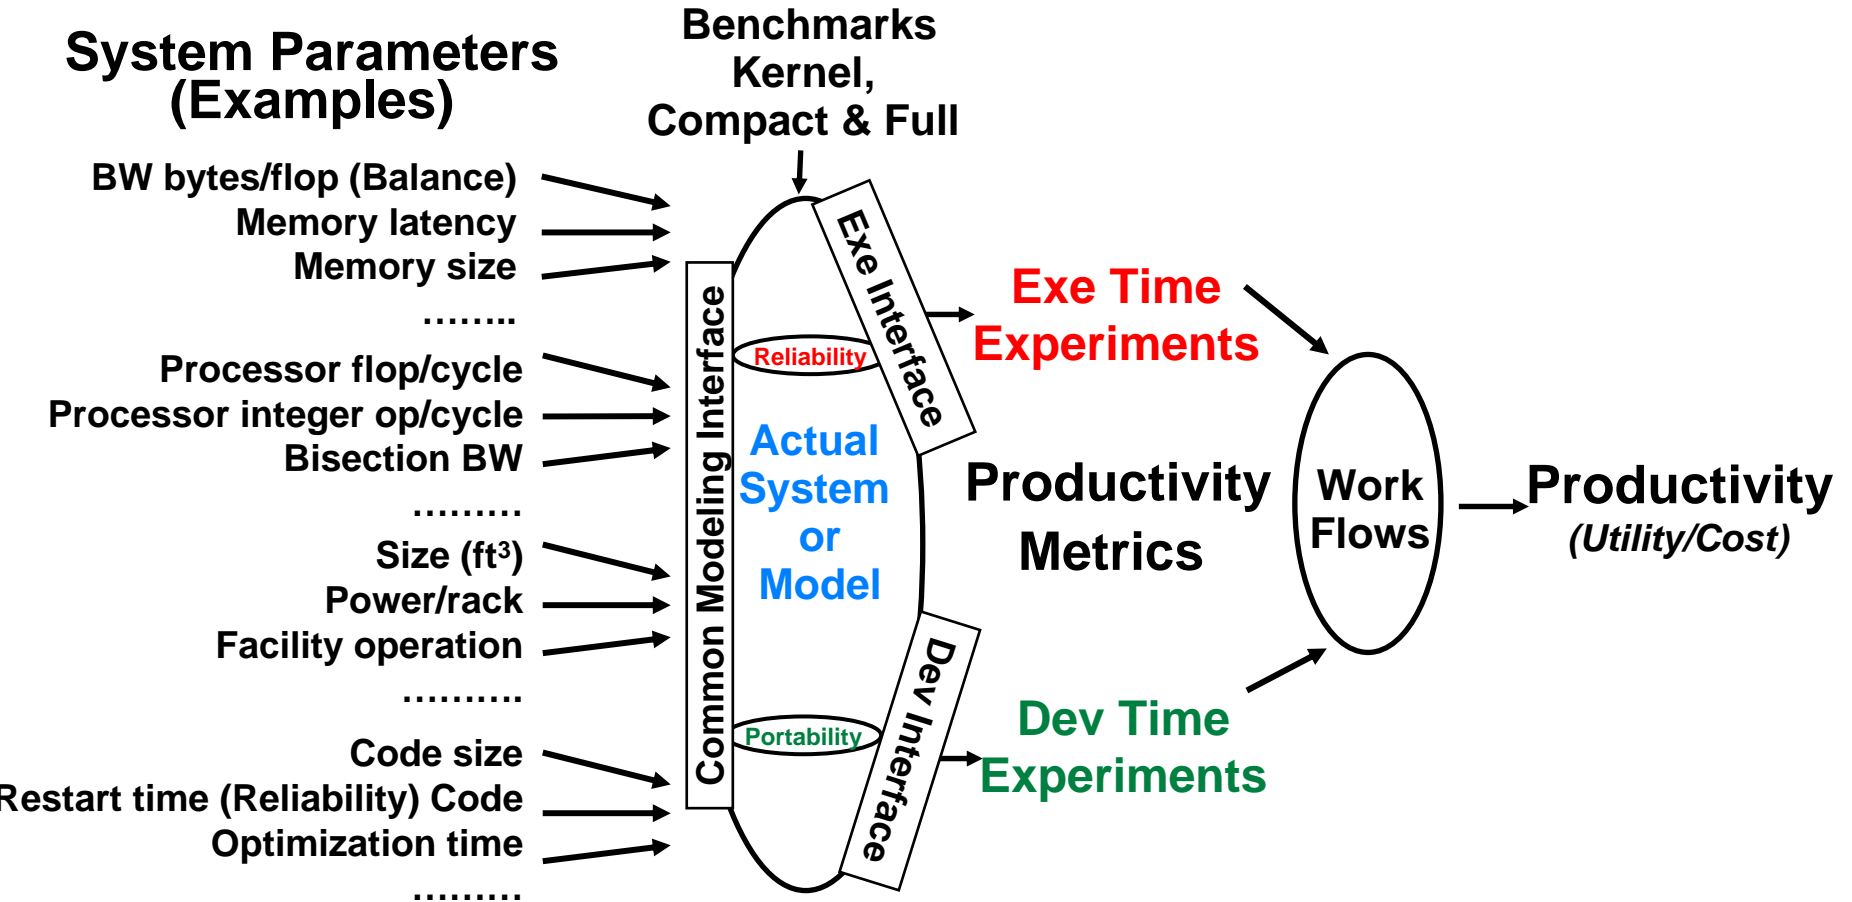 System Parameters
(Examples)
Benchmarks
Kernel,
Compact & Full
BW bytes/flop (Balance)
Memory latency
Memory size
........
Processor flop/cycle
Processor integer op/cycle
Bisection BW
.........
Size (ft³)
Power/rack
Facility operation
..........
Code size
Restart time (Reliability) Code
Optimization time
.........
Common Modeling Interface
Reliability
Actual
System
or
Model
Portability
Exe Interface
Dev Interface
Exe Time
Experiments
Productivity
Metrics
Dev Time
Experiments
Work
Flows
Productivity
(Utility/Cost)